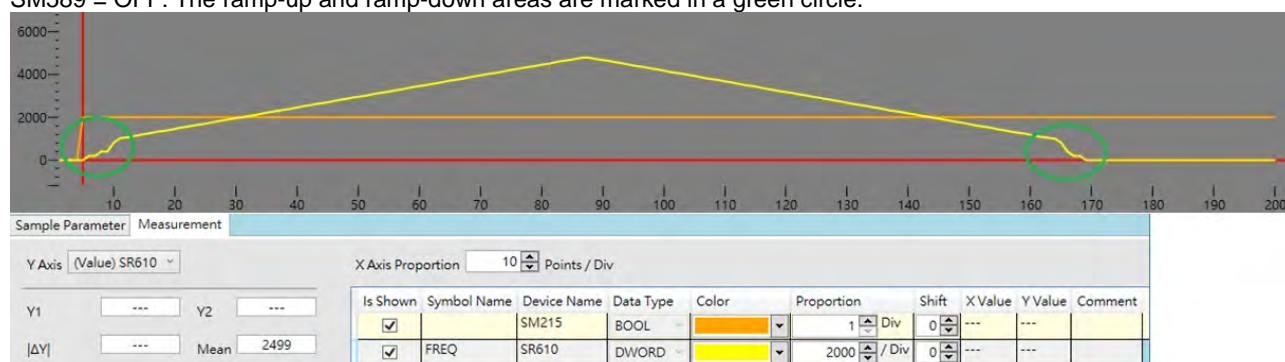 SM589 = OFF. The ramp-up and ramp-down areas are marked in a green circle.
6000
4000
2000
0
10 20 30 40 50 60 70 80 90 100 110 120 130 140 150 160 170 180 190 200
Sample Parameter Measurement
Y Axis (Value) SR610 X Axis Proportion 10 Points / Div
Is Shown Symbol Name Device Name Data Type Color Proportion Shift X Value Y Value Comment
Y1 --- Y2 --- SM215 BOOL 1 Div 0 --- ---
|ΔY| --- Mean 2499 FREQ SR610 DWORD 2000 / Div 0 --- ---